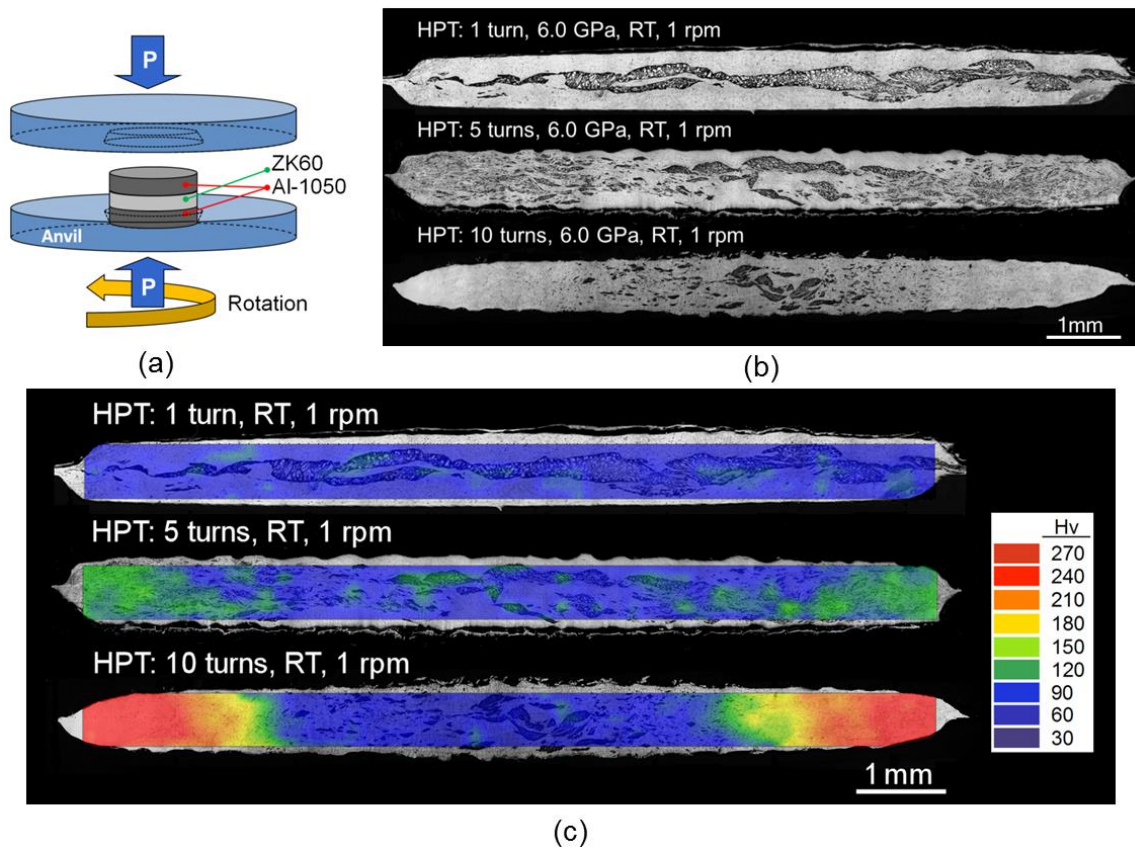 P
ZK60
Al-1050
Anvil
P
Rotation
(a)
HPT: 1 turn, 6.0 GPa, RT, 1 rpm
HPT: 5 turns, 6.0 GPa, RT, 1 rpm
HPT: 10 turns, 6.0 GPa, RT, 1 rpm
1mm
(b)
HPT: 1 turn, RT, 1 rpm
HPT: 5 turns, RT, 1 rpm
HPT: 10 turns, RT, 1 rpm
Hv
270
240
210
180
150
120
90
60
30
1 mm
(c)